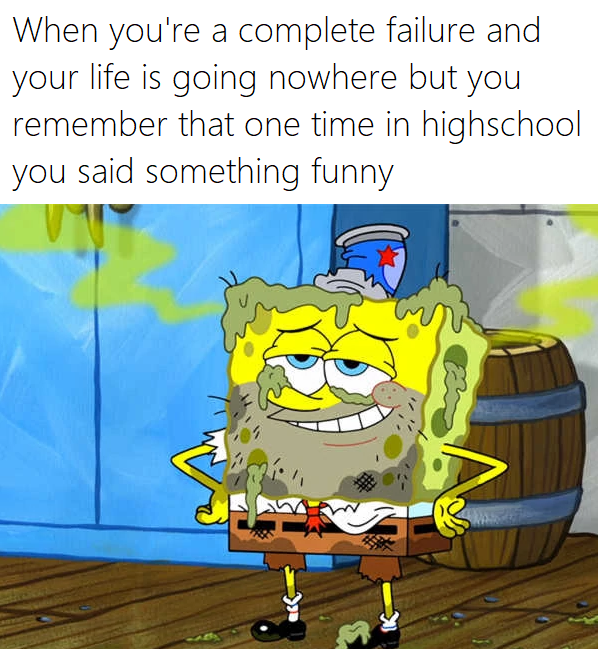 When you're a complete failure and
your life is going nowhere but you
remember that one time in highschool
you said something funny